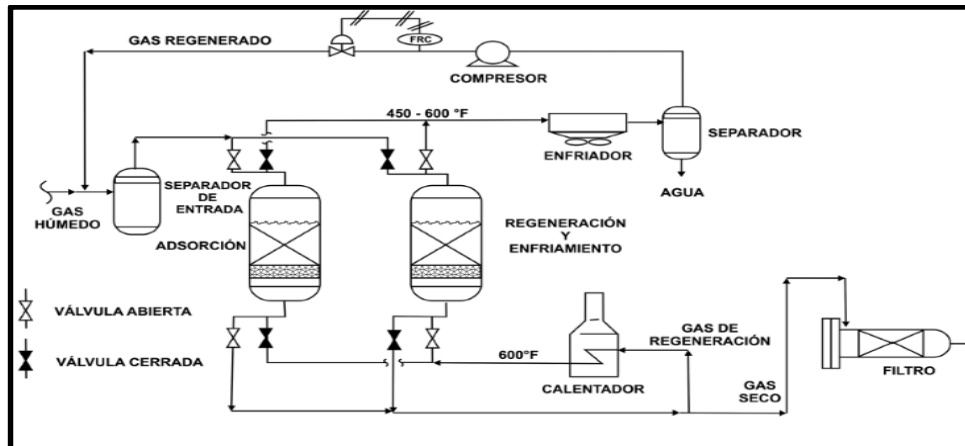 GAS REGENERADO
FRC
COMPRESOR
450 - 600 °F
ENFRIADOR
SEPARADOR
AGUA
SEPARADOR
DE
ENTRADA
GAS
HÚMEDO
ADSORCIÓN
REGENERACIÓN
Y
ENFRIAMIENTO
VÁLVULA ABIERTA
VÁLVULA CERRADA
600°F
CALENTADOR
GAS DE
REGENERACIÓN
GAS
SECO
FILTRO